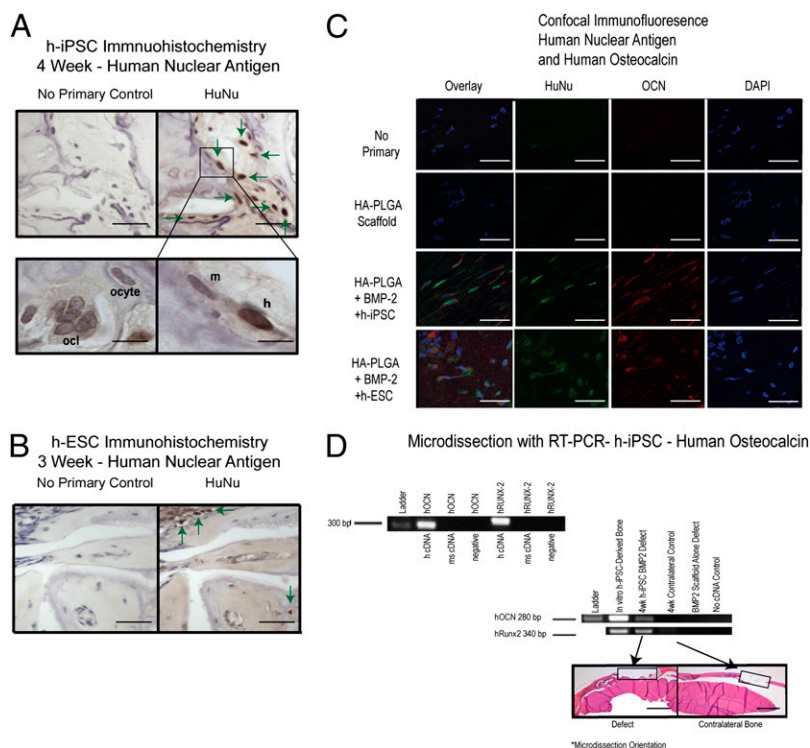 A
h-iPSC Immnuohistochemistry
4 Week - Human Nuclear Antigen
No Primary Control
HuNu
ocyte
ocl
m
h
B
h-ESC Immunohistochemistry
3 Week - Human Nuclear Antigen
No Primary Control
HuNu
C
Confocal Immunofluoresence
Human Nuclear Antigen
and Human Osteocalcin
Overlay
HuNu
OCN
DAPI
No
Primary
HA-PLGA
Scaffold
HA-PLGA
+ BMP-2
+h-iPSC
HA-PLGA
+ BMP-2
+h-ESC
D
Microdissection with RT-PCR- h-iPSC - Human Osteocalcin
Ladder
hOCN
hOCN
hOCN
hRUNX-2
hRUNX-2
hRUNX-2
300 bp
h cDNA
ms cDNA
negative
h cDNA
ms cDNA
negative
Ladder
In vitro h-iPSC-Derived Bone
4wk h-iPSC BMP2 Defect
4wk Contralateral Control
BMP2 Scaffold Alone Defect
No cDNA Control
hOCN 280 bp
hRunx2 340 bp
Defect
Contralateral Bone
*Microdissection Orientation